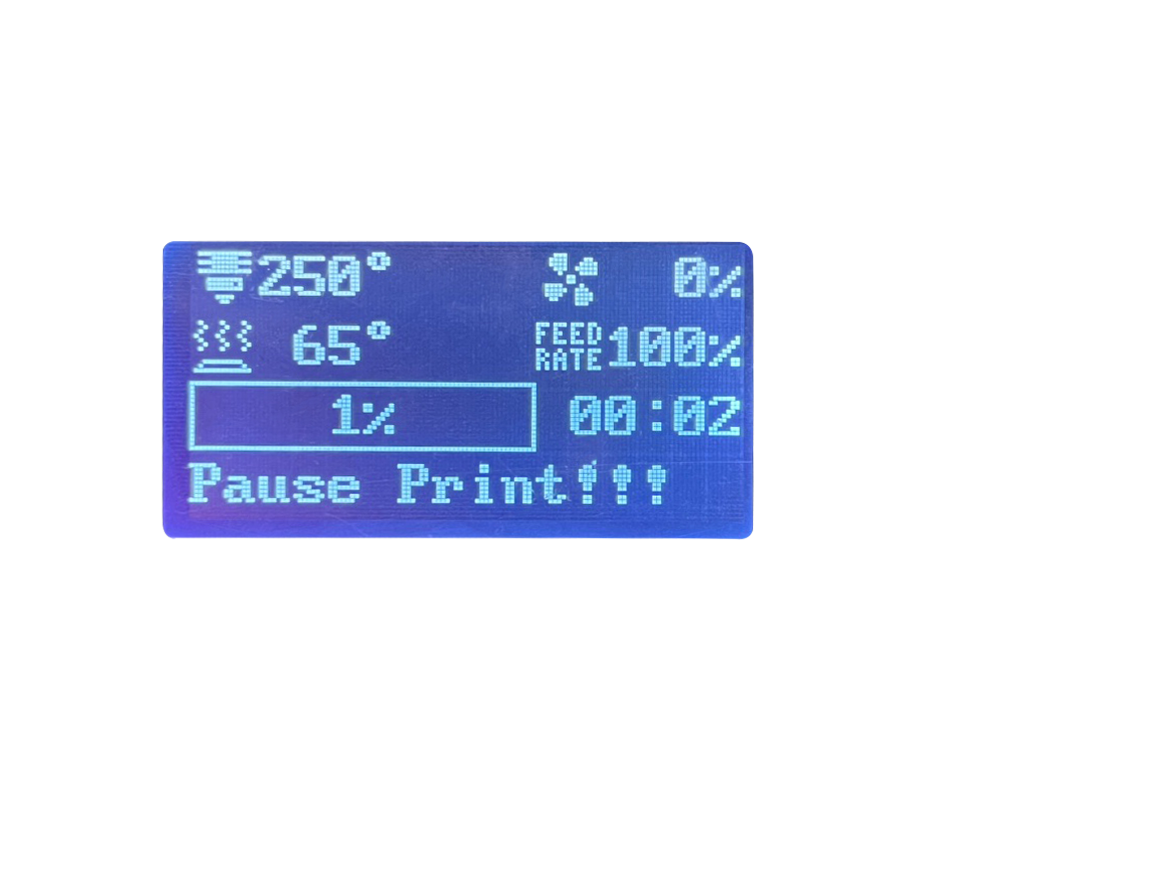 250° 0%
65° FEED RATE 100%
1% 00:02
Pause Print!!!